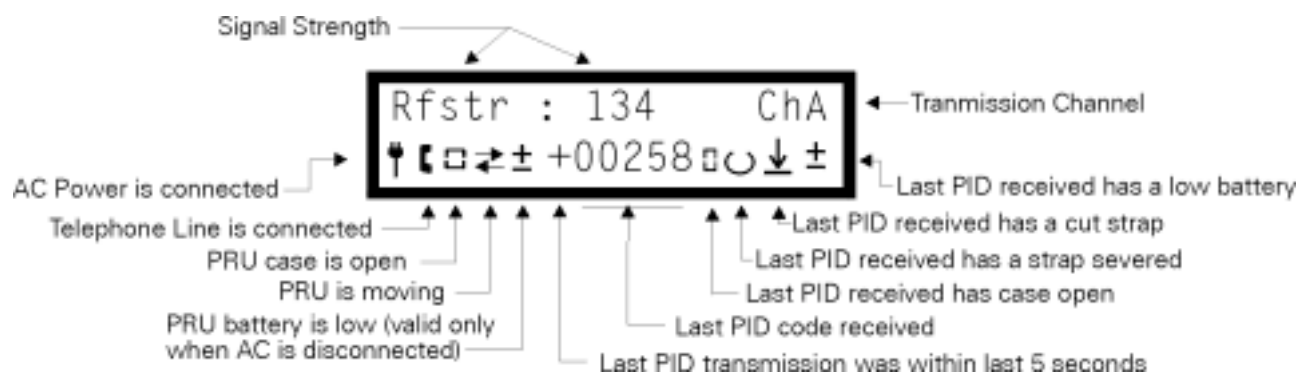 Signal Strength
Rfstr : 134 ChA
Tranmission Channel
+00258
±
±
AC Power is connected
Last PID received has a low battery
Telephone Line is connected
Last PID received has a cut strap
PRU case is open
Last PID received has a strap severed
PRU is moving
Last PID received has case open
PRU battery is low (valid only
when AC is disconnected)
Last PID code received
Last PID transmission was within last 5 seconds